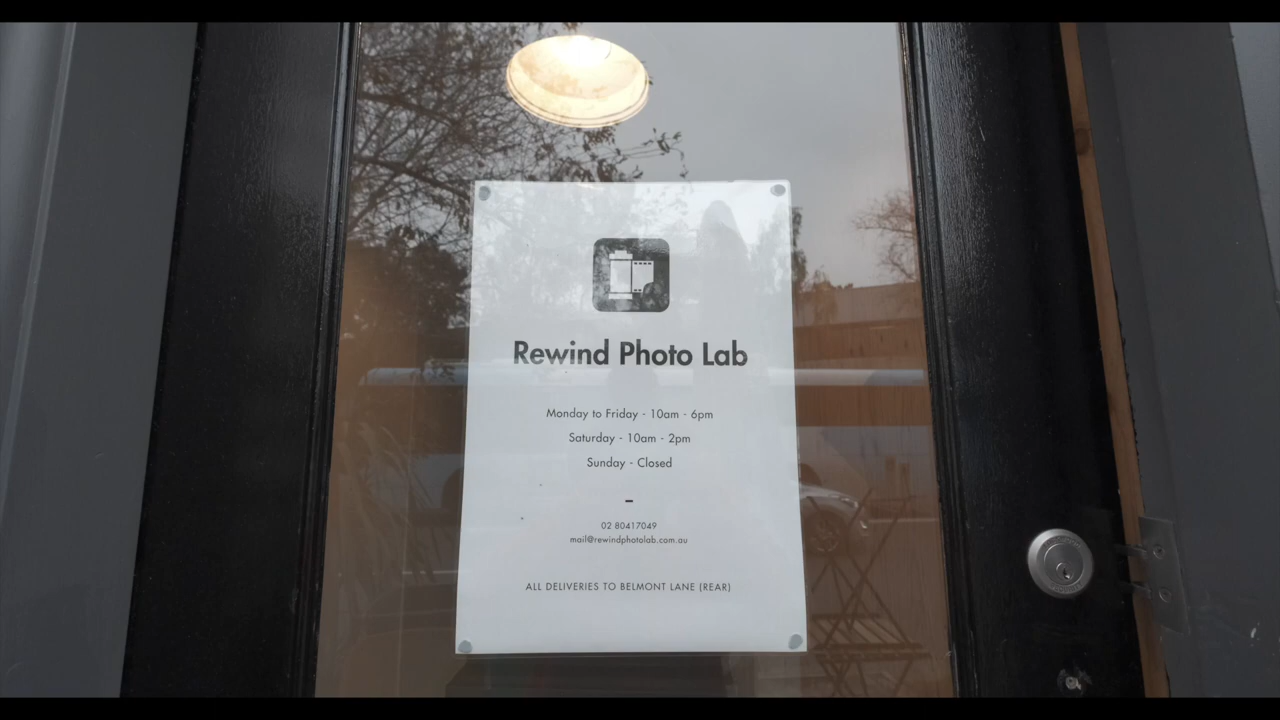 Rewind Photo Lab
Monday to Friday - 10am - 6pm
Saturday - 10am - 2pm
Sunday - Closed
-
02 80417049
mail@rewindphotolab.com.au
ALL DELIVERIES TO BELMONT LANE (REAR)